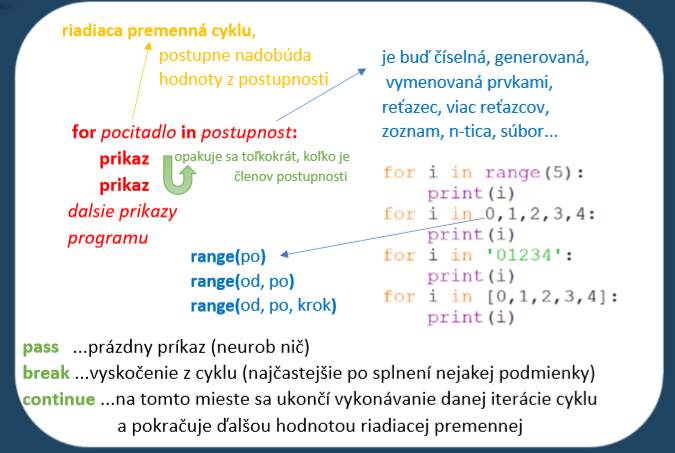 riadiaca premenná cyklu,
postupne nadobúda
hodnoty z postupnosti
je buď číselná, generovaná,
vymenovaná prvkami,
reťazec, viac reťazcov,
zoznam, n-tica, súbor...
for pocitadlo in postupnost:
prikaz
prikaz
opakuje sa toľkokrát, koľko je
členov postupnosti
dalsie prikazy
programu
for i in range(5):
print(i)
for i in 0,1,2,3,4:
print(i)
for i in '01234':
print(i)
for i in [0,1,2,3,4]:
print(i)
range(po)
range(od, po)
range(od, po, krok)
pass ...prázdny príkaz (neurob nič)
break ...vyskočenie z cyklu (najčastejšie po splnení nejakej podmienky)
continue ...na tomto mieste sa ukončí vykonávanie danej iterácie cyklu
a pokračuje ďalšou hodnotou riadiacej premennej